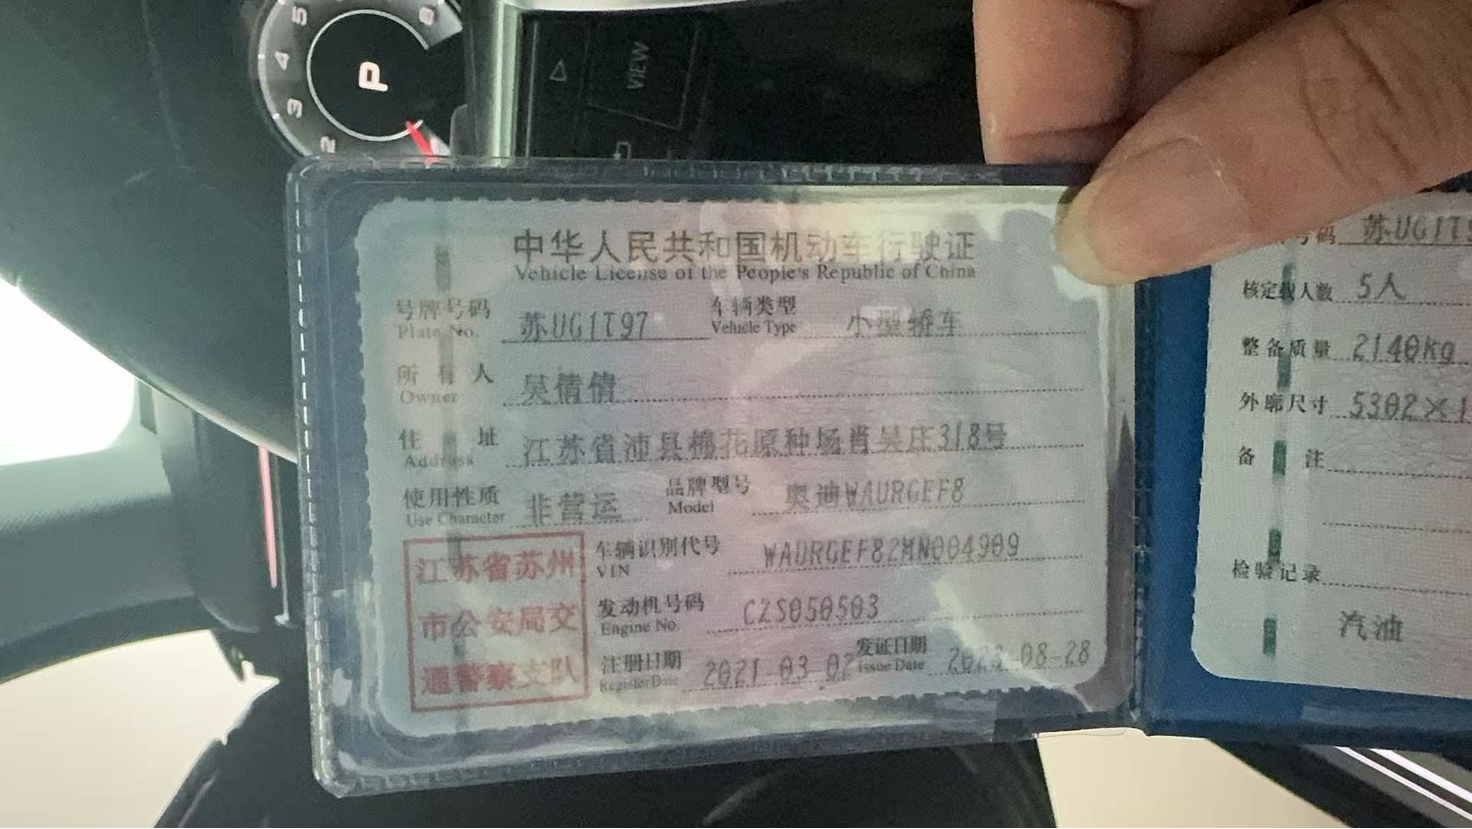 5
4
3
2
P
VIEW
中华人民共和国机动车行驶证
Vehicle License of the People's Republic of China
号牌号码 苏UG1T97 车辆类型 小型轿车
Plate No. Vehicle Type
所有人 吴倩倩
Owner
住址 江苏省沛县棉花原种场肖吴庄318号
Address
使用性质 非营运 品牌型号 奥迪WAURGEF8
Use Character Model
江苏省苏州
市公安局交
通警察支队
车辆识别代号 WAURGEF82MN004909
VIN
发动机号码 CZS050503
Engine No.
注册日期 2021-03-02 发证日期 2023-08-28
Register Date Issue Date
号码 苏UG1T9
核定载人数 5人
整备质量 2140kg
外廓尺寸 5302×1
备注
检验记录
汽油